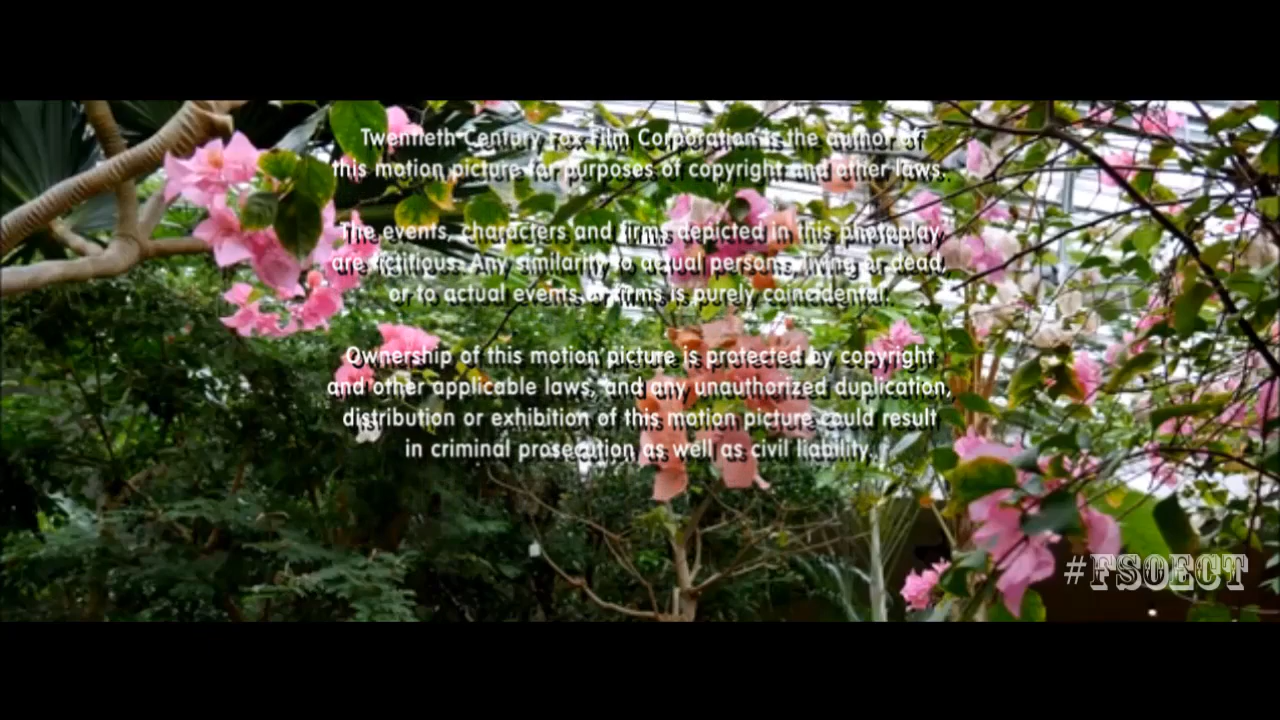 Twentieth Century Fox Film Corporation is the author of
this motion picture for purposes of copyright and other laws.
The events, characters and firms depicted in this photoplay
are fictitious. Any similarity to actual persons, living or dead,
or to actual events or firms is purely coincidental.
Ownership of this motion picture is protected by copyright
and other applicable laws, and any unauthorized duplication,
distribution or exhibition of this motion picture could result
in criminal prosecution as well as civil liability.
#FSOECT